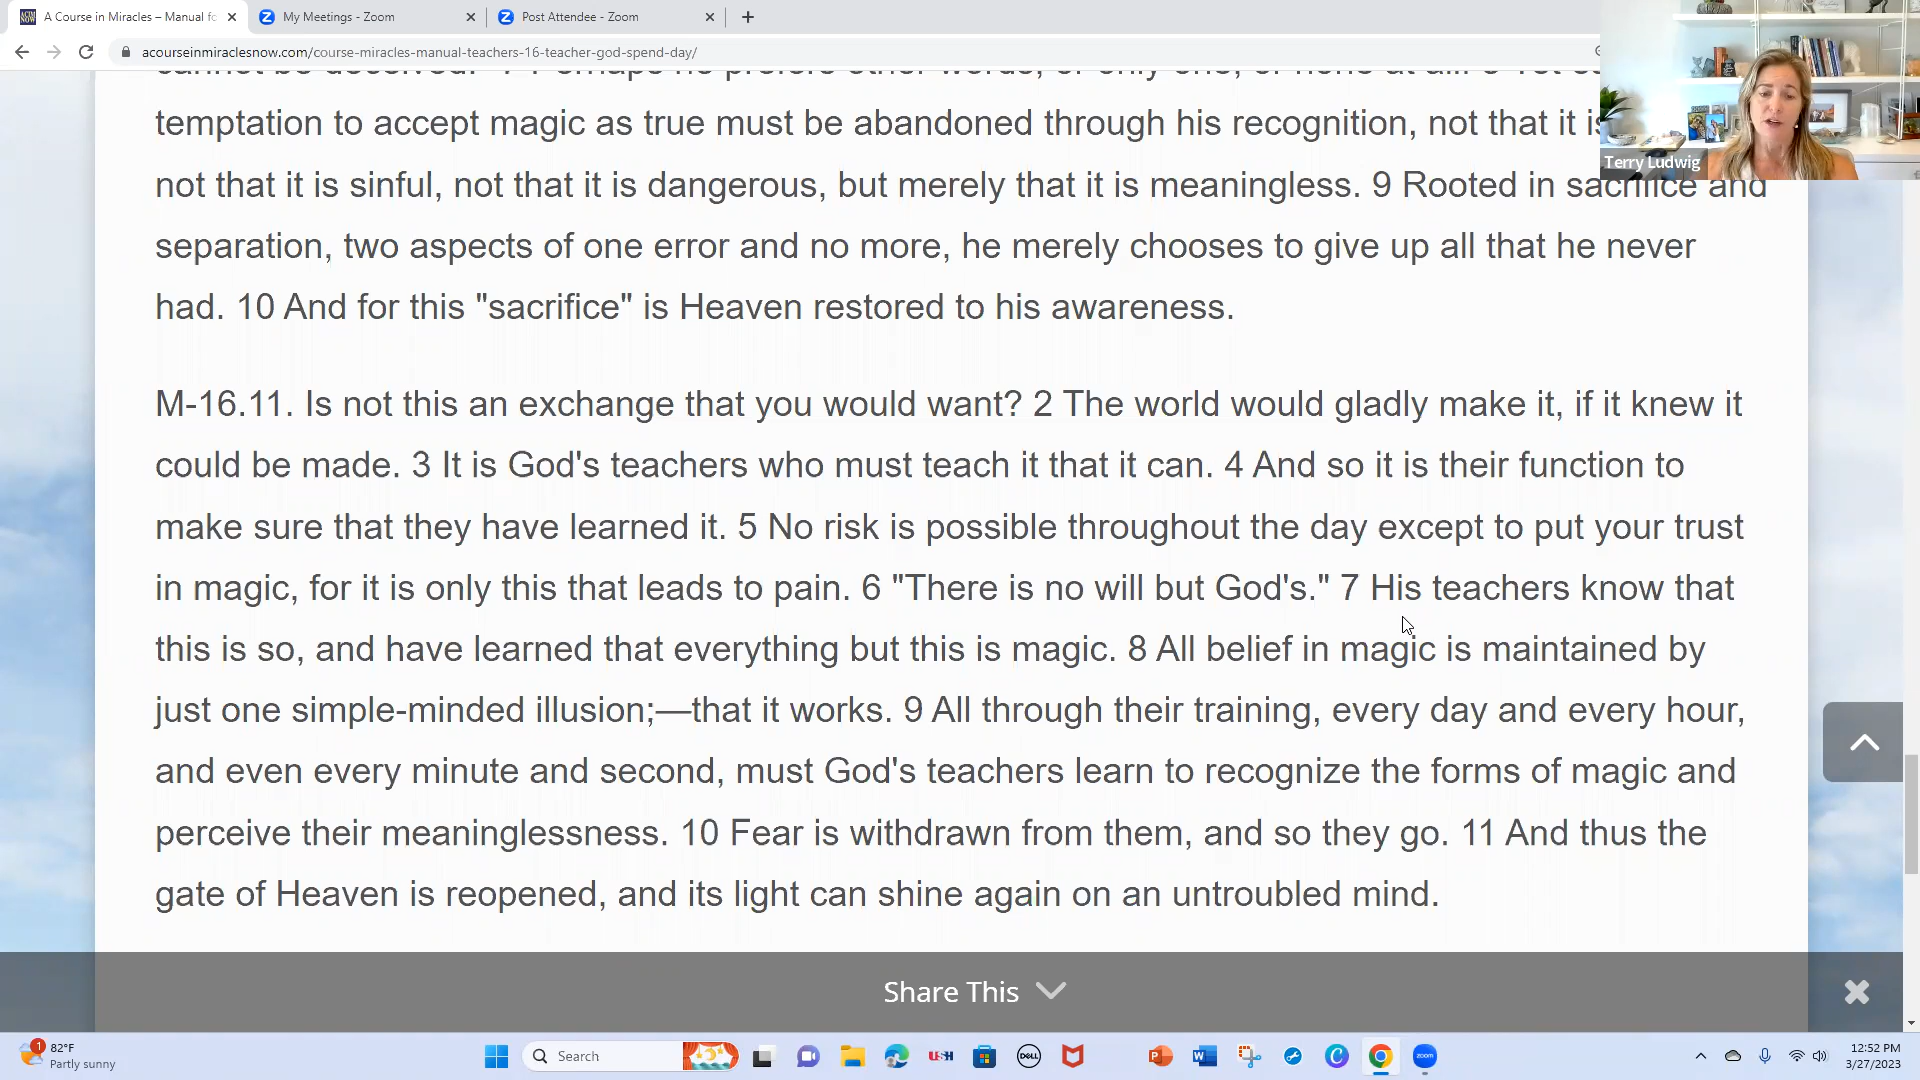 A Course in Miracles – Manual fo
My Meetings - Zoom
Post Attendee - Zoom
acourseinmiraclesnow.com/course-miracles-manual-teachers-16-teacher-god-spend-day/
Terry Ludwig
temptation to accept magic as true must be abandoned through his recognition, not that it is
not that it is sinful, not that it is dangerous, but merely that it is meaningless. 9 Rooted in sacrifice and
separation, two aspects of one error and no more, he merely chooses to give up all that he never
had. 10 And for this "sacrifice" is Heaven restored to his awareness.
M-16.11. Is not this an exchange that you would want? 2 The world would gladly make it, if it knew it
could be made. 3 It is God's teachers who must teach it that it can. 4 And so it is their function to
make sure that they have learned it. 5 No risk is possible throughout the day except to put your trust
in magic, for it is only this that leads to pain. 6 "There is no will but God's." 7 His teachers know that
this is so, and have learned that everything but this is magic. 8 All belief in magic is maintained by
just one simple-minded illusion;—that it works. 9 All through their training, every day and every hour,
and even every minute and second, must God's teachers learn to recognize the forms of magic and
perceive their meaninglessness. 10 Fear is withdrawn from them, and so they go. 11 And thus the
gate of Heaven is reopened, and its light can shine again on an untroubled mind.
Share This
1
82°F
Partly sunny
Search
USH
DELL
zoom
12:52 PM
3/27/2023